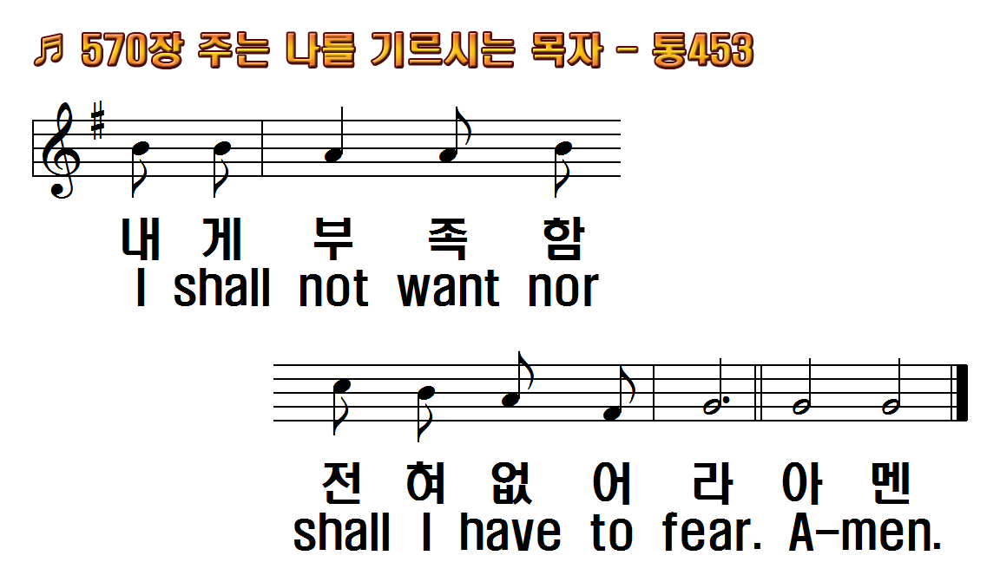 ♬ 570장 주는 나를 기르시는 목자 - 통453
내 게 부 족 함
I shall not want nor
전 혀 없 어 라 아 멘
shall I have to fear. A-men.